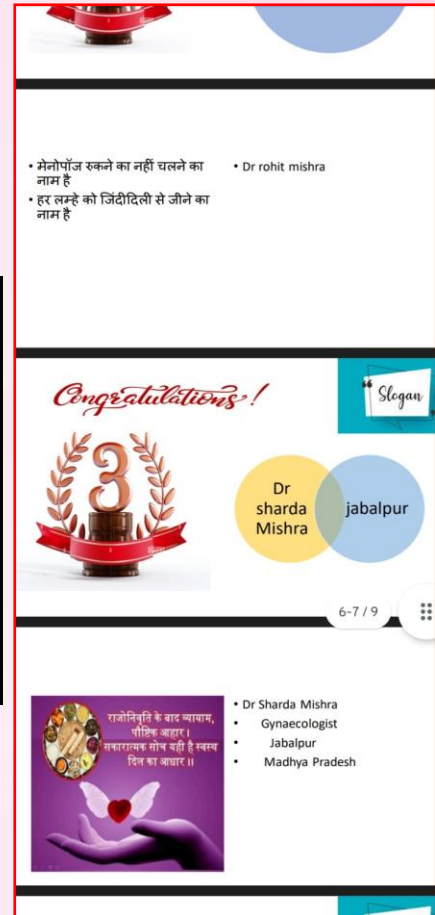 • मेनोपॉज रुकने का नहीं चलने का
नाम है
• हर लम्हे को जिंदीदिली से जीने का
नाम है
• Dr rohit mishra
Congratulations!
“ Slogan
3
Dr
sharda
Mishra
jabalpur
6-7 / 9
राजोनिवृति के बाद व्यायाम,
पौष्टिक आहार।
सकारात्मक सोच यही है स्वस्थ
दिल का आधार ॥
• Dr Sharda Mishra
• Gynaecologist
• Jabalpur
• Madhya Pradesh